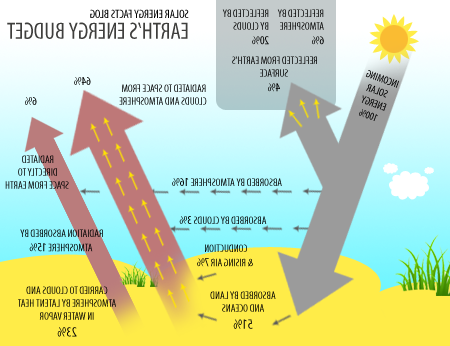 SOLAR ENERGY FACTS BLOG
EARTH'S ENERGY BUDGET
REFLECTED BY
ATMOSPHERE
6%
REFLECTED
BY CLOUDS
20%
REFLECTED FROM EARTH'S
SURFACE
4%
INCOMING
SOLAR
ENERGY
100%
64%
6%
RADIATED TO SPACE FROM
CLOUDS AND ATMOSPHERE
RADIATED
DIRECTLY TO
SPACE FROM EARTH
ABSORBED BY ATMOSPHERE 16%
ABSORBED BY CLOUDS 3%
RADIATION ABSORBED BY
ATMOSPHERE 15%
CONDUCTION
& RISING AIR 7%
CARRIED TO CLOUDS AND
ATMOSPHERE BY LATENT HEAT
IN WATER VAPOR
23%
ABSORBED BY LAND
AND OCEANS
51%